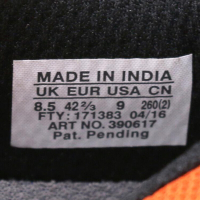 MADE IN INDIA
UK EUR USA CN
8.5 42⅔ 9 260(2)
FTY: 171383 04/16
ART NO. 390617
Pat. Pending